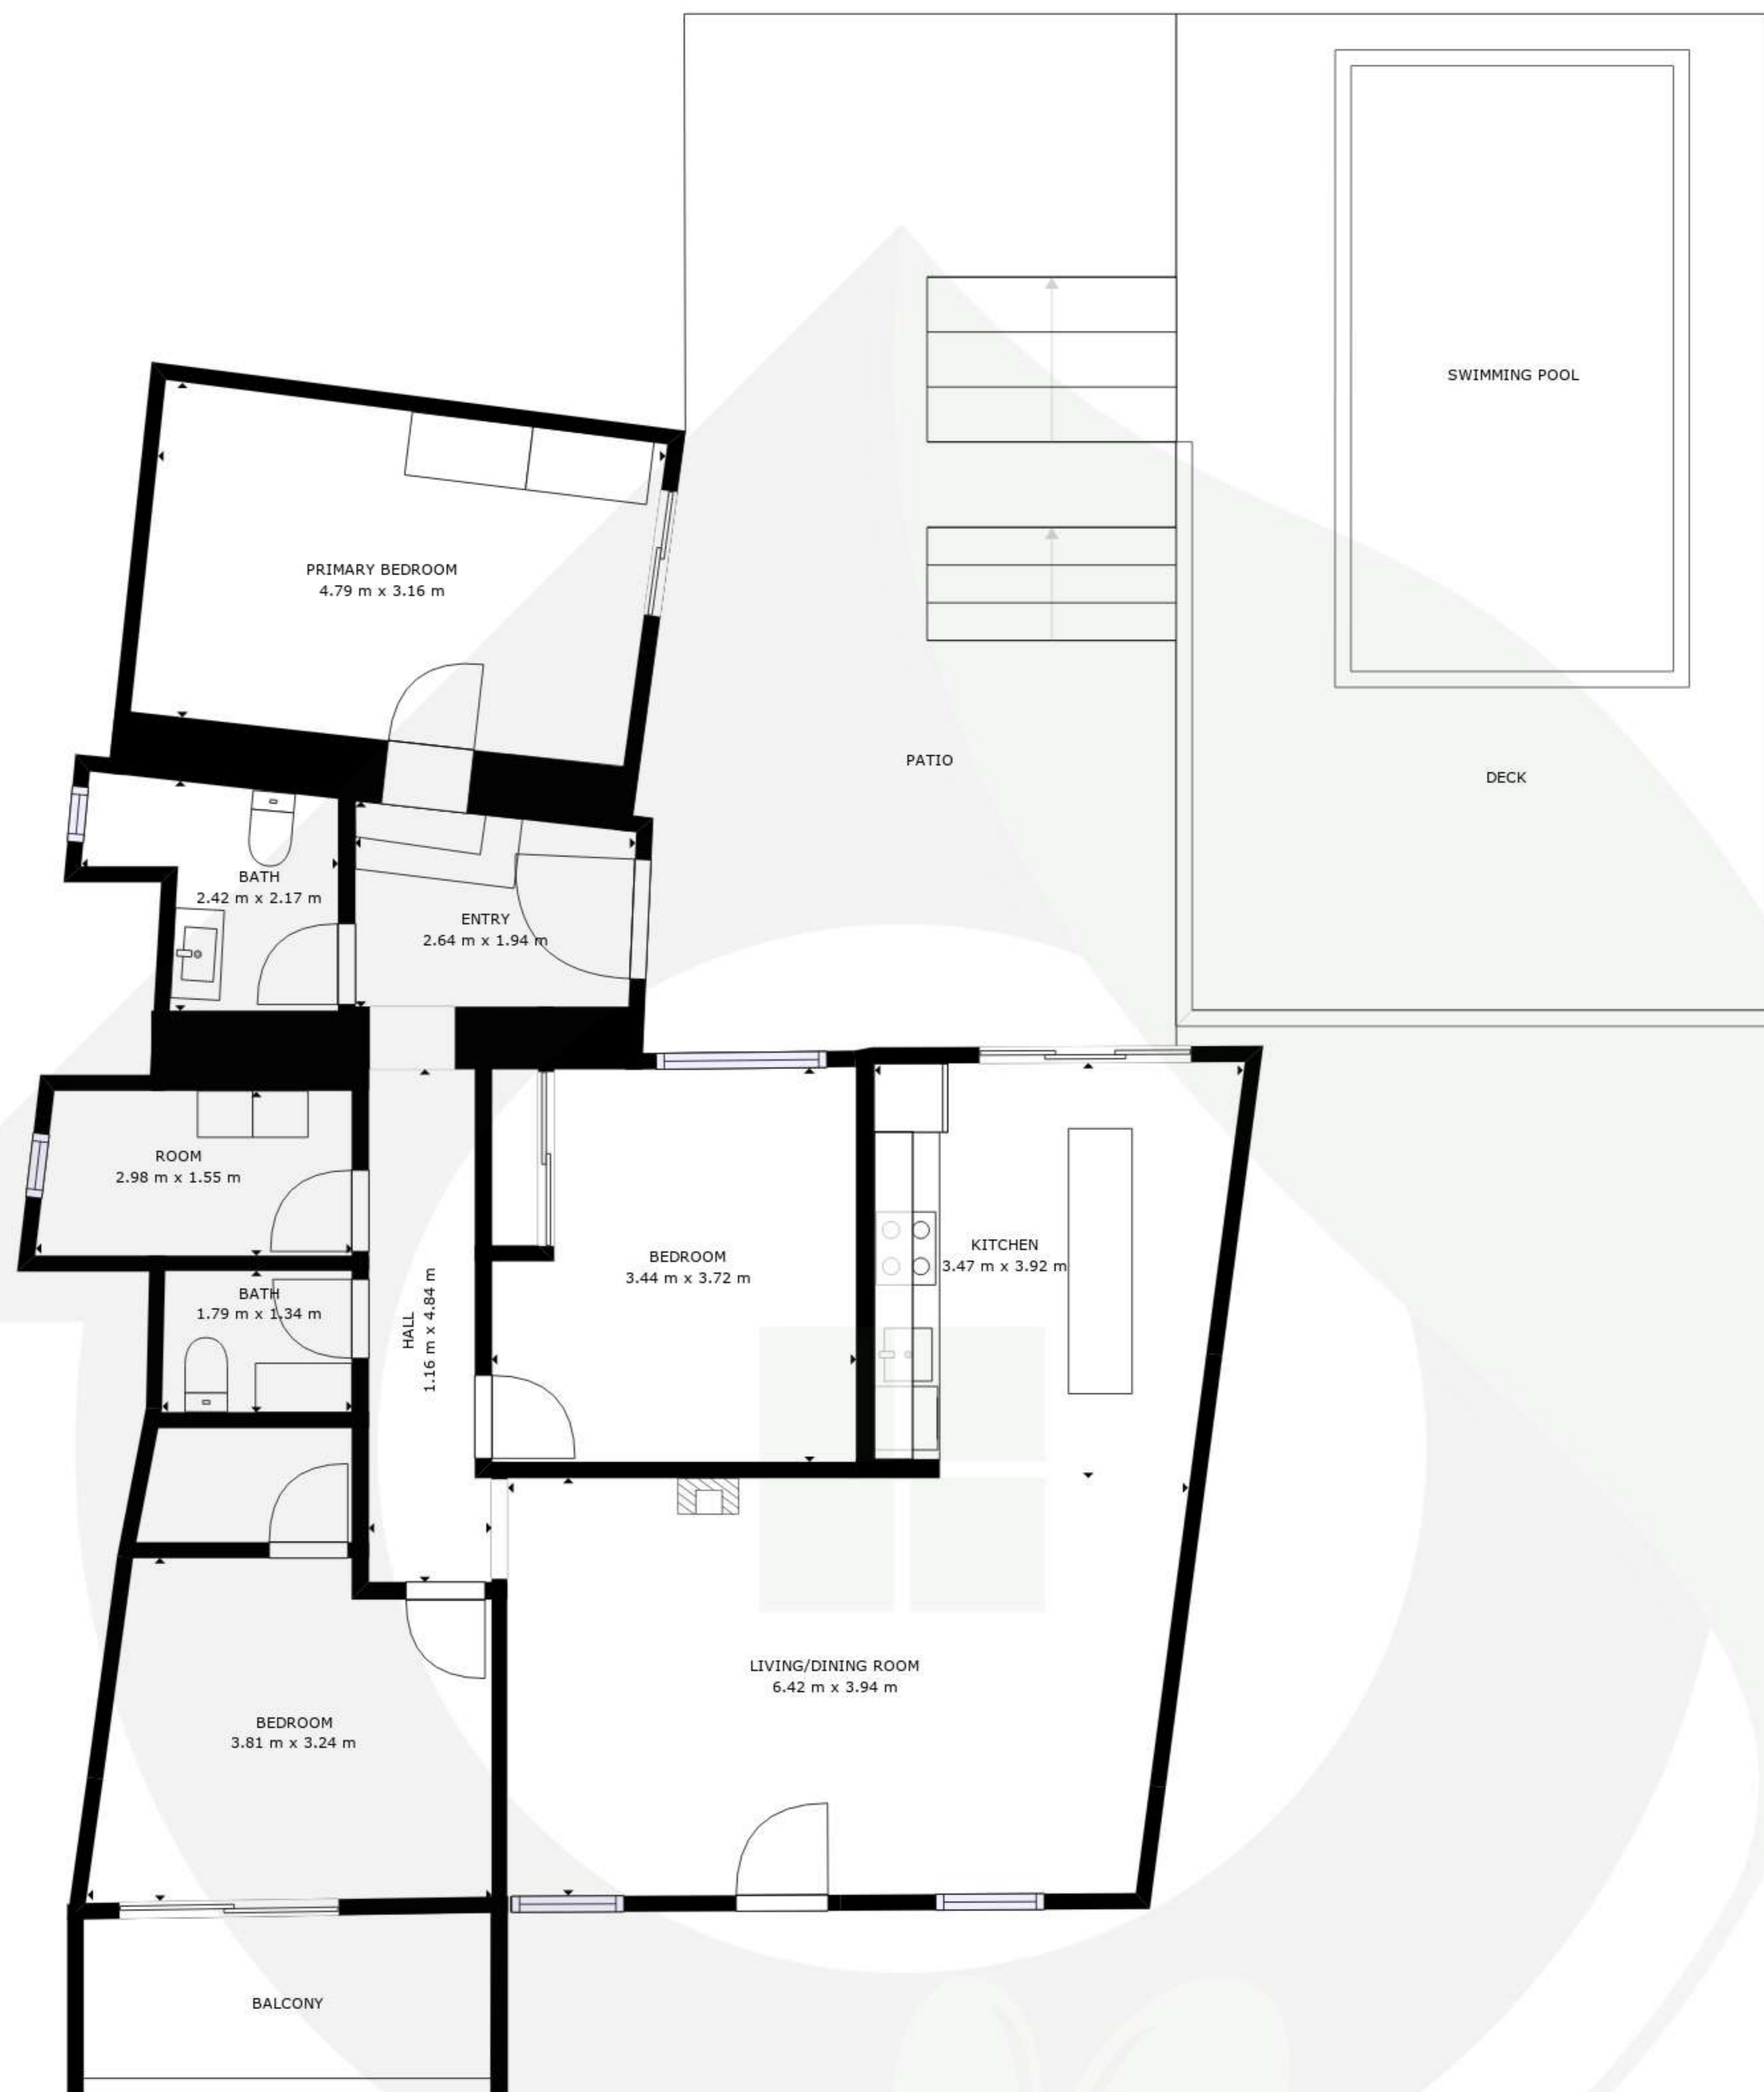 SWIMMING POOL
PRIMARY BEDROOM
4.79 m x 3.16 m
PATIO
DECK
BATH
2.42 m x 2.17 m
ENTRY
2.64 m x 1.94 m
ROOM
2.98 m x 1.55 m
BEDROOM
3.44 m x 3.72 m
KITCHEN
3.47 m x 3.92 m
BATH
1.79 m x 1.34 m
HALL
1.16 m x 4.84 m
LIVING/DINING ROOM
6.42 m x 3.94 m
BEDROOM
3.81 m x 3.24 m
BALCONY